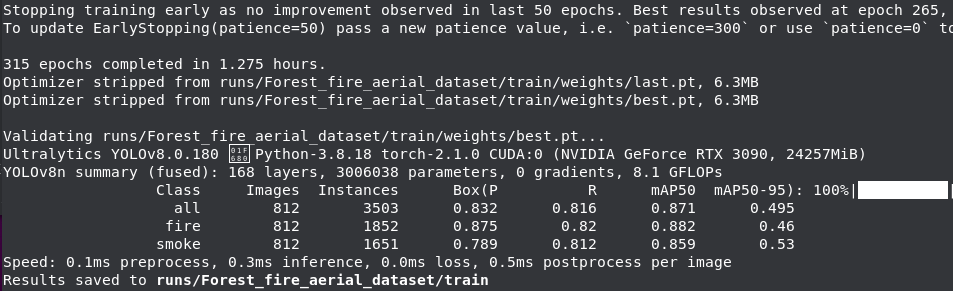 Stopping training early as no improvement observed in last 50 epochs. Best results observed at epoch 265,
To update EarlyStopping(patience=50) pass a new patience value, i.e. `patience=300` or use `patience=0` to
315 epochs completed in 1.275 hours.
Optimizer stripped from runs/Forest_fire_aerial_dataset/train/weights/last.pt, 6.3MB
Optimizer stripped from runs/Forest_fire_aerial_dataset/train/weights/best.pt, 6.3MB
Validating runs/Forest_fire_aerial_dataset/train/weights/best.pt...
Ultralytics YOLOv8.0.180 01F680 Python-3.8.18 torch-2.1.0 CUDA:0 (NVIDIA GeForce RTX 3090, 24257MiB)
YOLOv8n summary (fused): 168 layers, 3006038 parameters, 0 gradients, 8.1 GFLOPs
Class Images Instances Box(P R mAP50 mAP50-95): 100%|
all 812 3503 0.832 0.816 0.871 0.495
fire 812 1852 0.875 0.82 0.882 0.46
smoke 812 1651 0.789 0.812 0.859 0.53
Speed: 0.1ms preprocess, 0.3ms inference, 0.0ms loss, 0.5ms postprocess per image
Results saved to runs/Forest_fire_aerial_dataset/train